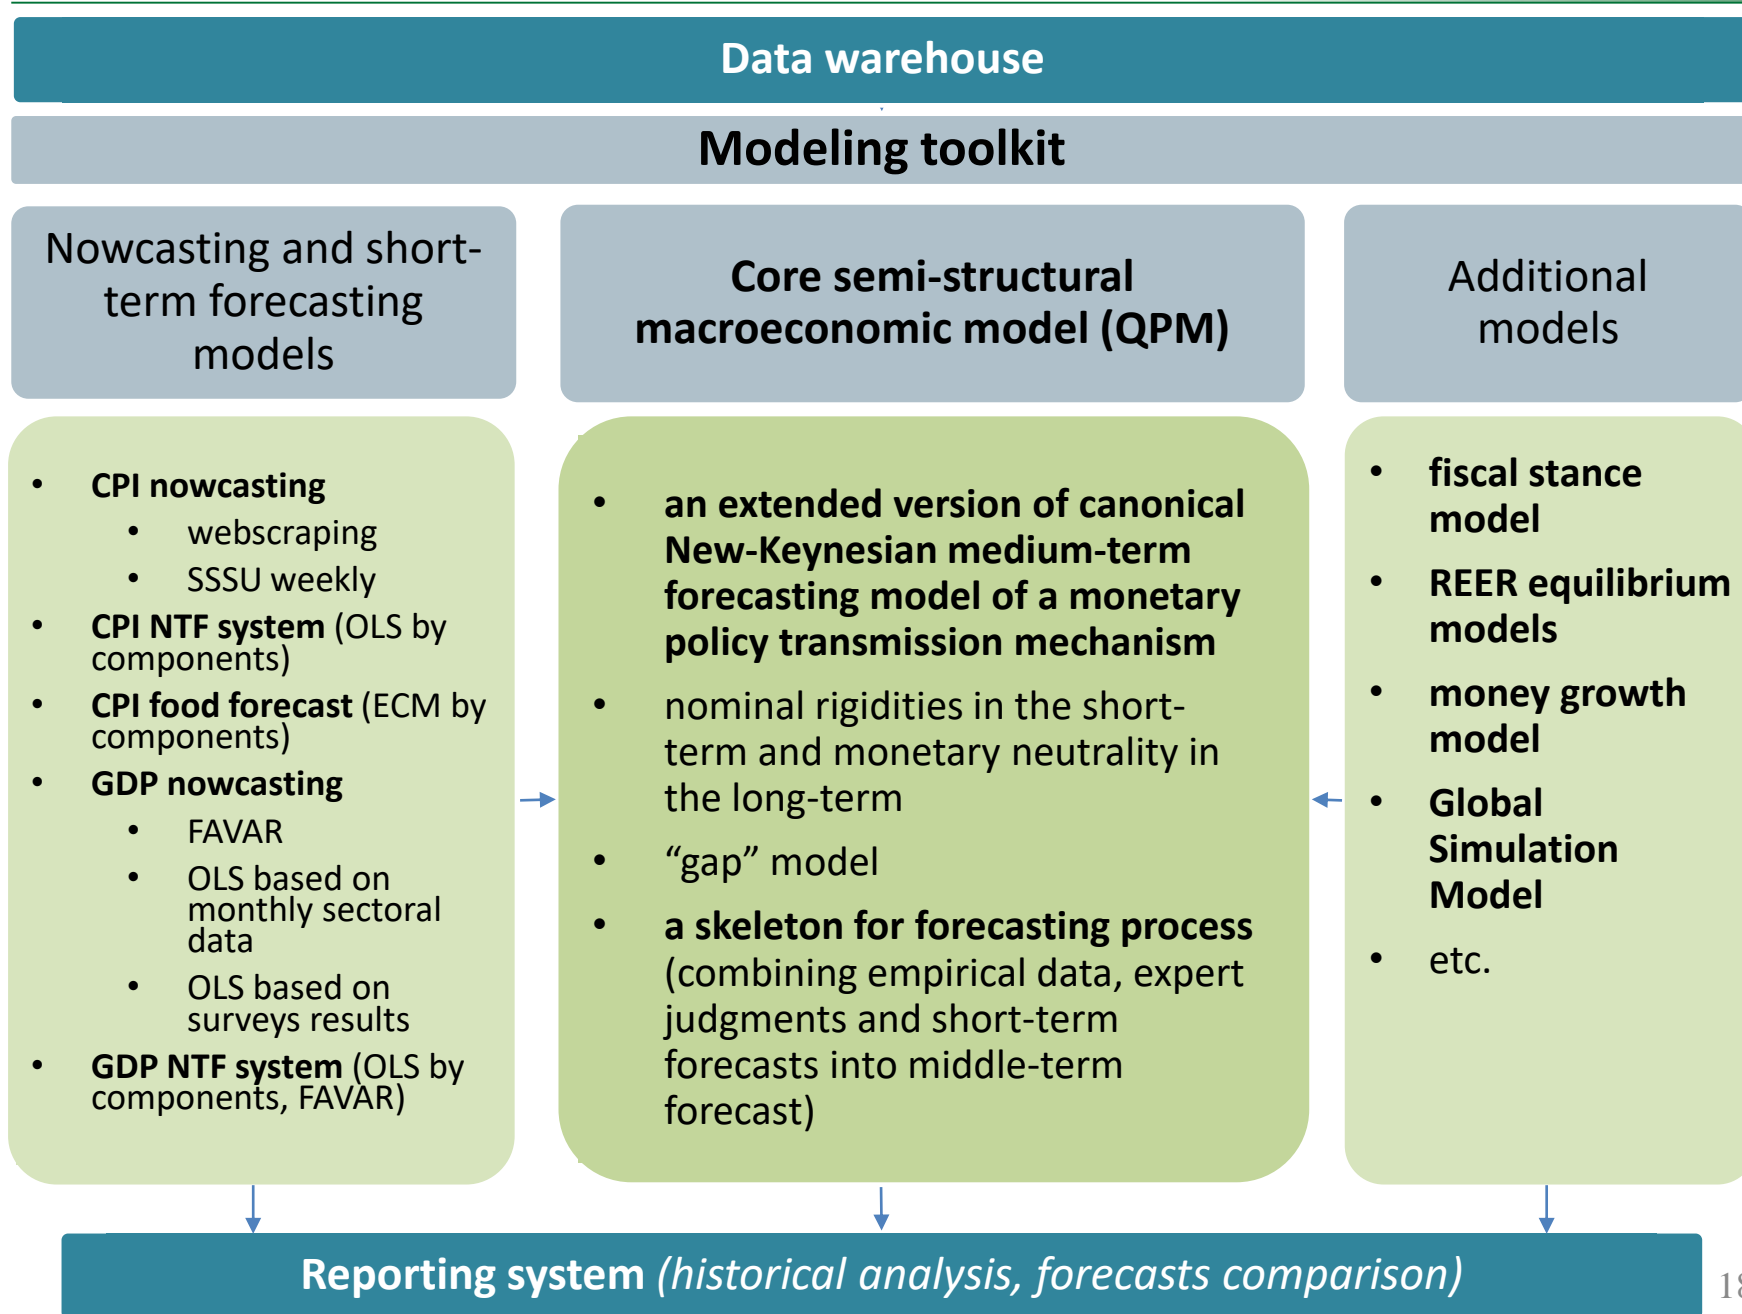 Data warehouse
Modeling toolkit
Nowcasting and short-
term forecasting
models
Core semi-structural
macroeconomic model (QPM)
Additional
models
• CPI nowcasting
• webscraping
• SSSU weekly
• CPI NTF system (OLS by
components)
• CPI food forecast (ECM by
components)
• GDP nowcasting
• FAVAR
• OLS based on
monthly sectoral
data
• OLS based on
surveys results
• GDP NTF system (OLS by
components, FAVAR)
• an extended version of canonical
New-Keynesian medium-term
forecasting model of a monetary
policy transmission mechanism
• nominal rigidities in the short-
term and monetary neutrality in
the long-term
• “gap” model
• a skeleton for forecasting process
(combining empirical data, expert
judgments and short-term
forecasts into middle-term
forecast)
• fiscal stance
model
• REER equilibrium
models
• money growth
model
• Global
Simulation
Model
• etc.
Reporting system (historical analysis, forecasts comparison)
18